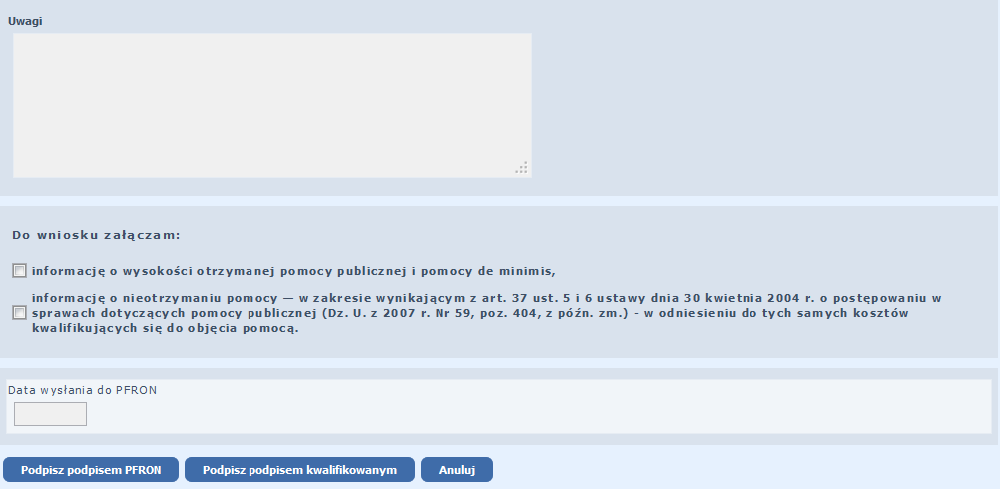 Uwagi
Do wniosku załączam:
informację o wysokości otrzymanej pomocy publicznej i pomocy de minimis,
informację o nieotrzymaniu pomocy — w zakresie wynikającym z art. 37 ust. 5 i 6 ustawy dnia 30 kwietnia 2004 r. o postępowaniu w
sprawach dotyczących pomocy publicznej (Dz. U. z 2007 r. Nr 59, poz. 404, z późn. zm.) - w odniesieniu do tych samych kosztów
kwalifikujących się do objęcia pomocą.
Data wysłania do PFRON
Podpisz podpisem PFRON Podpisz podpisem kwalifikowanym Anuluj